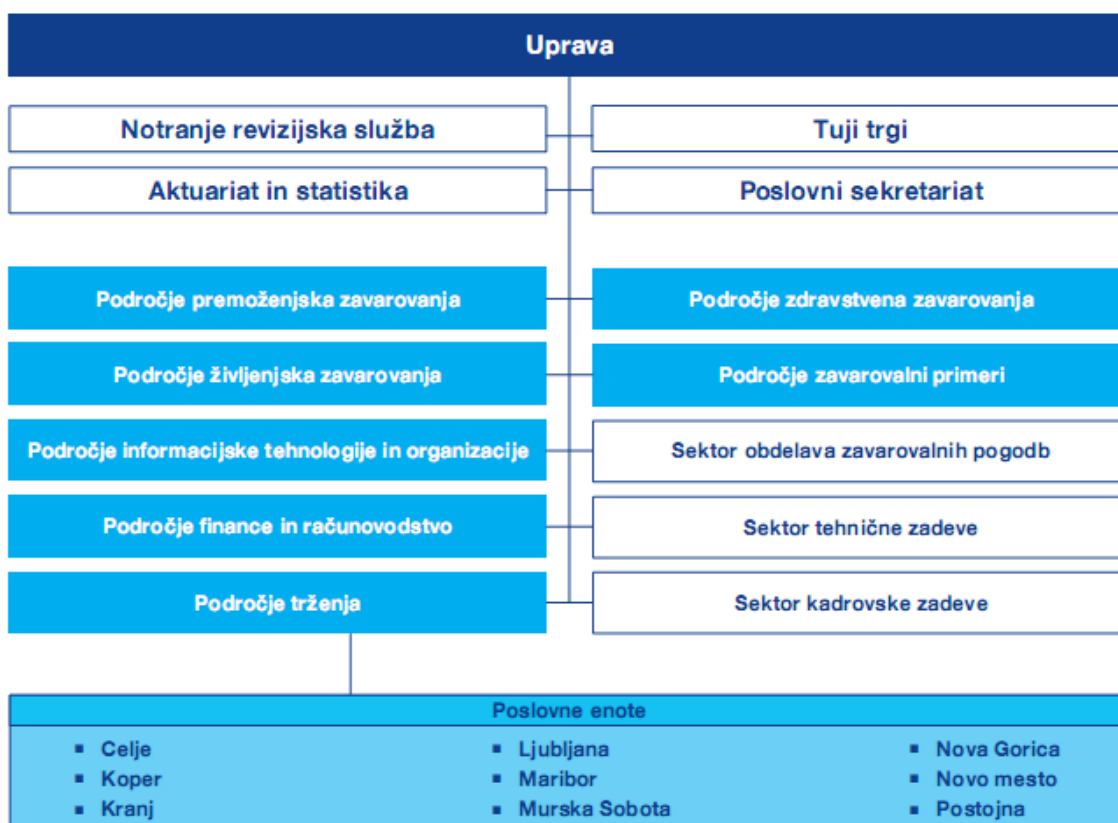 Uprava
Notranje revizijska služba
Tuji trgi
Aktuariat in statistika
Poslovni sekretariat
Področje premoženjska zavarovanja
Področje zdravstvena zavarovanja
Področje življenjska zavarovanja
Področje zavarovalni primeri
Področje informacijske tehnologije in organizacije
Sektor obdelava zavarovalnih pogodb
Področje finance in računovodstvo
Sektor tehnične zadeve
Področje trženja
Sektor kadrovske zadeve
Poslovne enote
▪ Celje
▪ Koper
▪ Kranj
▪ Ljubljana
▪ Maribor
▪ Murska Sobota
▪ Nova Gorica
▪ Novo mesto
▪ Postojna